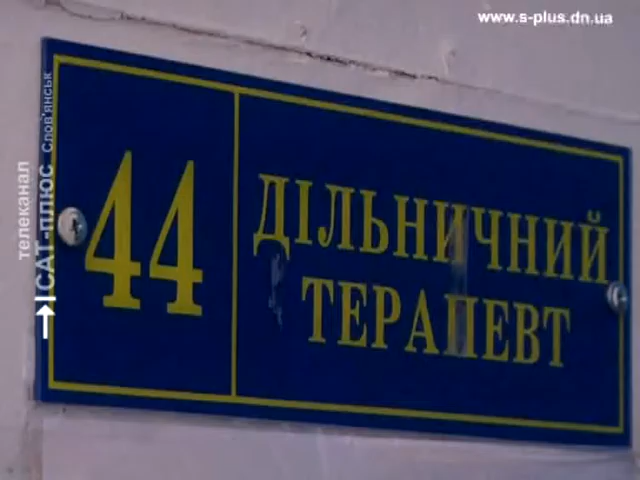 www.s-plus.dn.ua
44
ДІЛЬНИЧНИЙ
ТЕРАПЕВТ
телеканал
САТ-ПЛЮС Слов'янськ